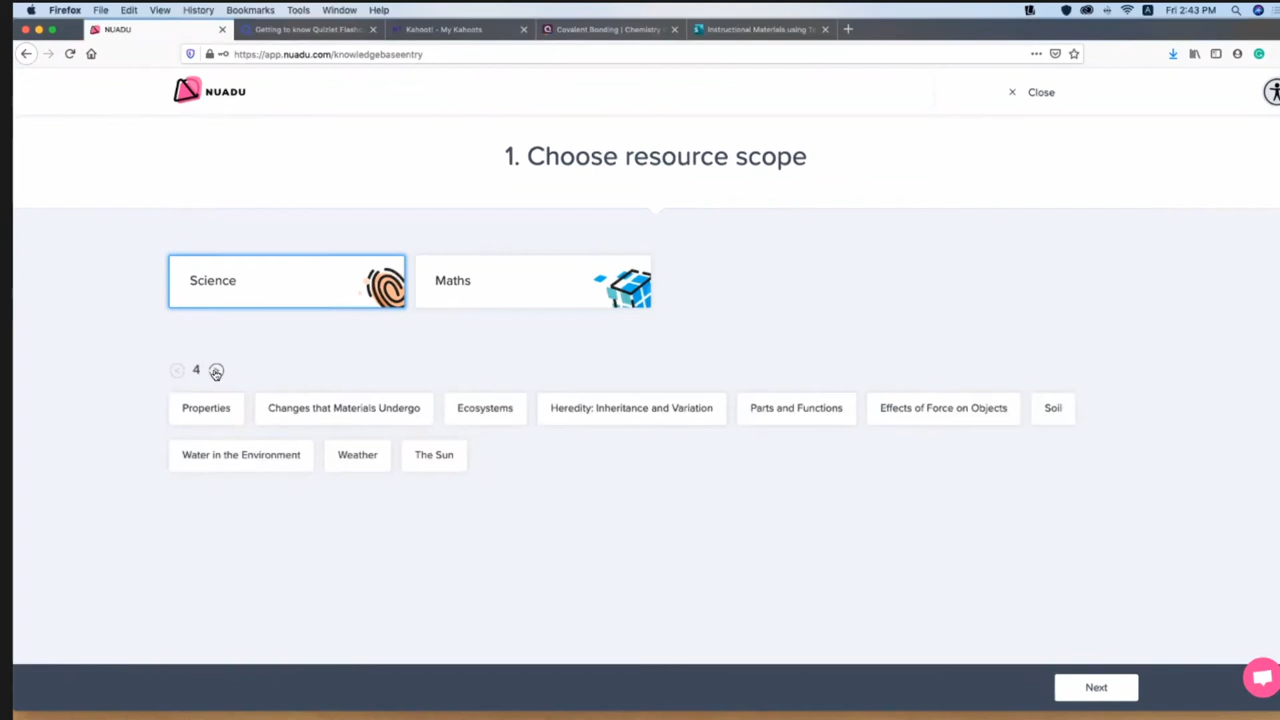 Firefox File Edit View History Bookmarks Tools Window Help Fri 2:43 PM
NUADU Getting to know Quizlet Flashc Kahoot! - My Kahoots Covalent Bonding | Chemistry Instructional Materials using Te
https://app.nuadu.com/knowledgebaseentry
NUADU Close
1. Choose resource scope
Science Maths
4
Properties Changes that Materials Undergo Ecosystems Heredity: Inheritance and Variation Parts and Functions Effects of Force on Objects Soil
Water in the Environment Weather The Sun
Next